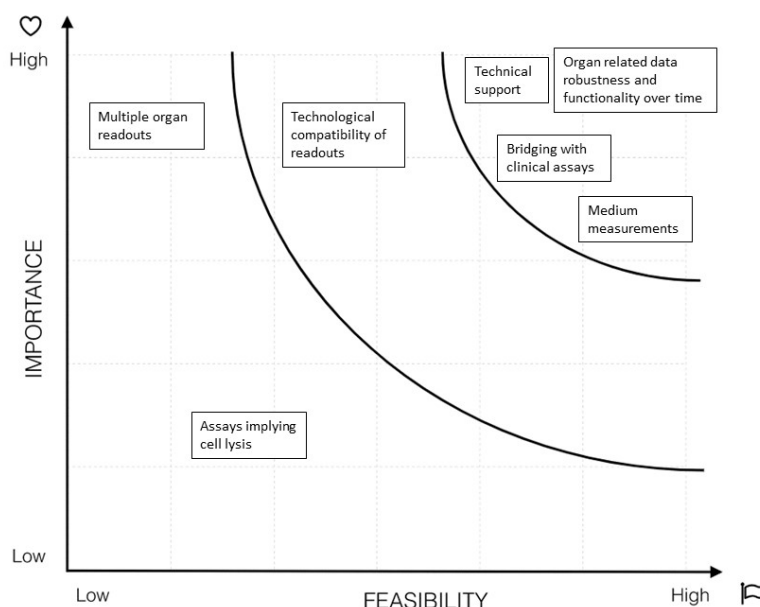 High
Technical
support
Organ related data
robustness and
functionality over time
Multiple organ
readouts
Technological
compatibility of
readouts
Bridging with
clinical assays
Medium
measurements
IMPORTANCE
Assays implying
cell lysis
Low
Low
FEASIBILITY
High